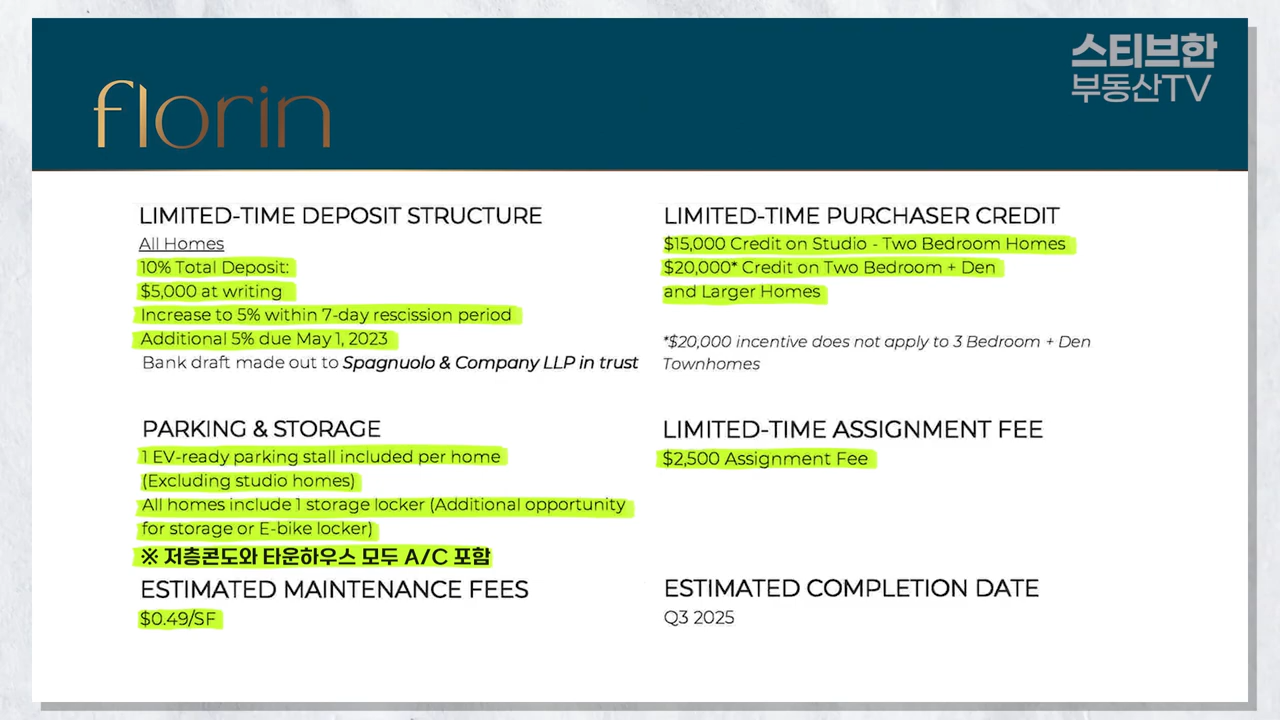 florin
스티브한
부동산TV
LIMITED-TIME DEPOSIT STRUCTURE
All Homes
10% Total Deposit:
$5,000 at writing
Increase to 5% within 7-day rescission period
Additional 5% due May 1, 2023
Bank draft made out to Spagnuolo & Company LLP in trust
LIMITED-TIME PURCHASER CREDIT
$15,000 Credit on Studio - Two Bedroom Homes
$20,000* Credit on Two Bedroom + Den
and Larger Homes
*$20,000 incentive does not apply to 3 Bedroom + Den
Townhomes
PARKING & STORAGE
1 EV-ready parking stall included per home
(Excluding studio homes)
All homes include 1 storage locker (Additional opportunity
for storage or E-bike locker)
※ 저층콘도와 타운하우스 모두 A/C 포함
LIMITED-TIME ASSIGNMENT FEE
$2,500 Assignment Fee
ESTIMATED MAINTENANCE FEES
$0.49/SF
ESTIMATED COMPLETION DATE
Q3 2025